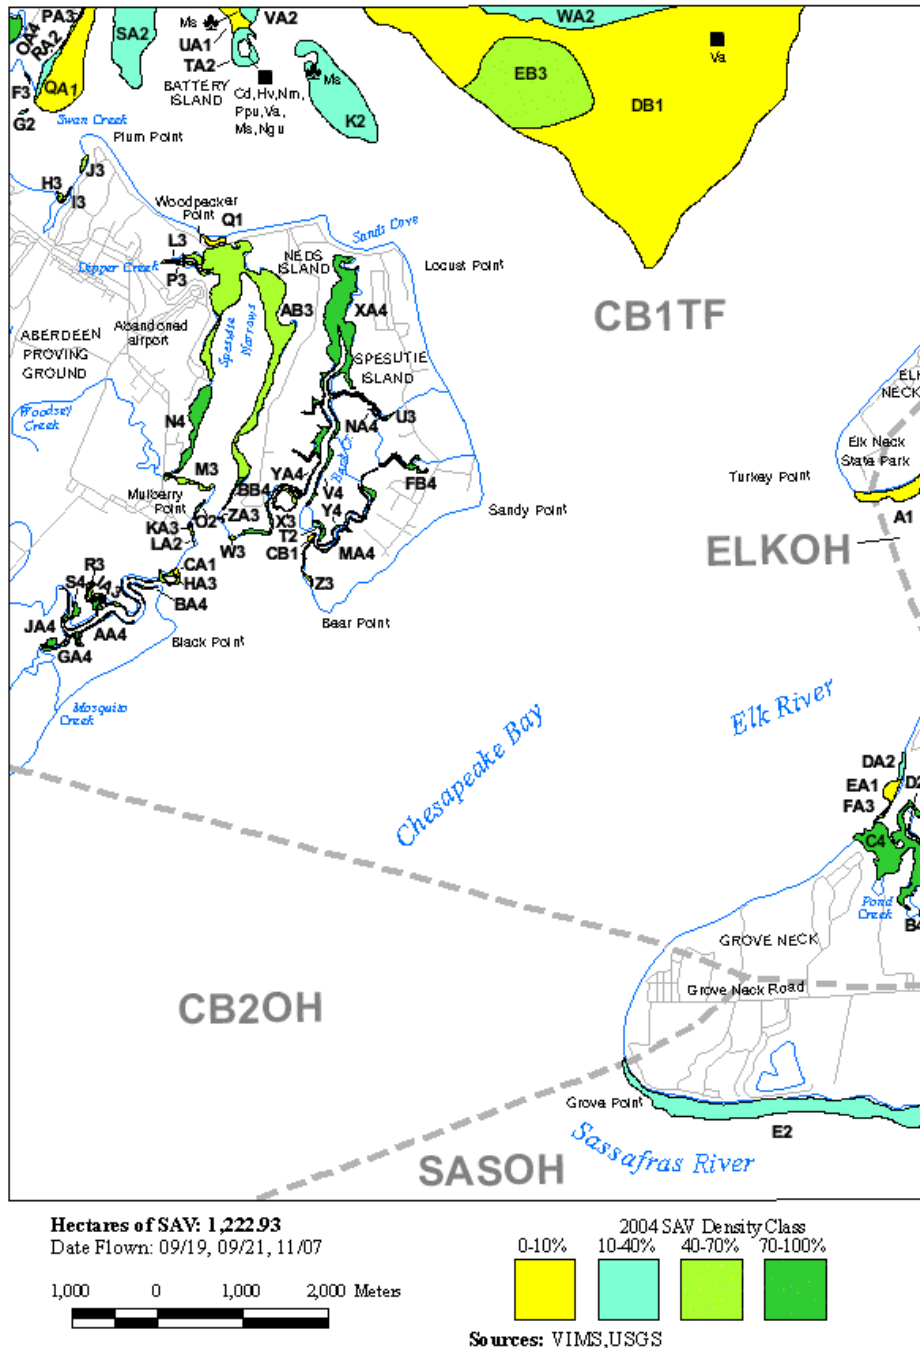 PA3
OA4
RA2
SA2
Ms
UA1
VA2
TA2
WA2
F3
QA1
G2
BATTERY
ISLAND
Ms
Cd, Hv, Nm,
Ppu, Va,
Ms, Ngu
K2
EB3
Va
DB1
Swan Creek
Plum Point
J3
H3
I3
Woodpecker
Point
Q1
Sands Cove
L3
Dipper Creek
P3
NEDS
ISLAND
Locust Point
AB3
XA4
CB1TF
Abandoned
airport
Spesutie
Narrows
ABERDEEN
PROVING
GROUND
SPESUTIE
ISLAND
ELK
NECK
Woodsey
Creek
N4
NA4
U3
Elk Neck
State Park
M3
YA4
FB4
Turkey Point
Mulberry
Point
BB4
V4
A1
O2
ZA3
X3
Y4
Sandy Point
KA3
LA2
W3
T2
CB1
MA4
ELKOH
R3
CA1
S4
HA3
Z3
BA4
JA4
AA4
Bear Point
GA4
Black Point
Mosquito
Creek
Elk River
Chesapeake Bay
DA2
EA1
D2
FA3
C4
Pond
Creek
B4
GROVE NECK
Grove Neck Road
CB2OH
Grove Point
E2
Sassafras River
SASOH
Hectares of SAV: 1,222.93
Date Flown: 09/19, 09/21, 11/07
2004 SAV Density Class
0-10% 10-40% 40-70% 70-100%
1,000 0 1,000 2,000 Meters
Sources: VIMS, USGS